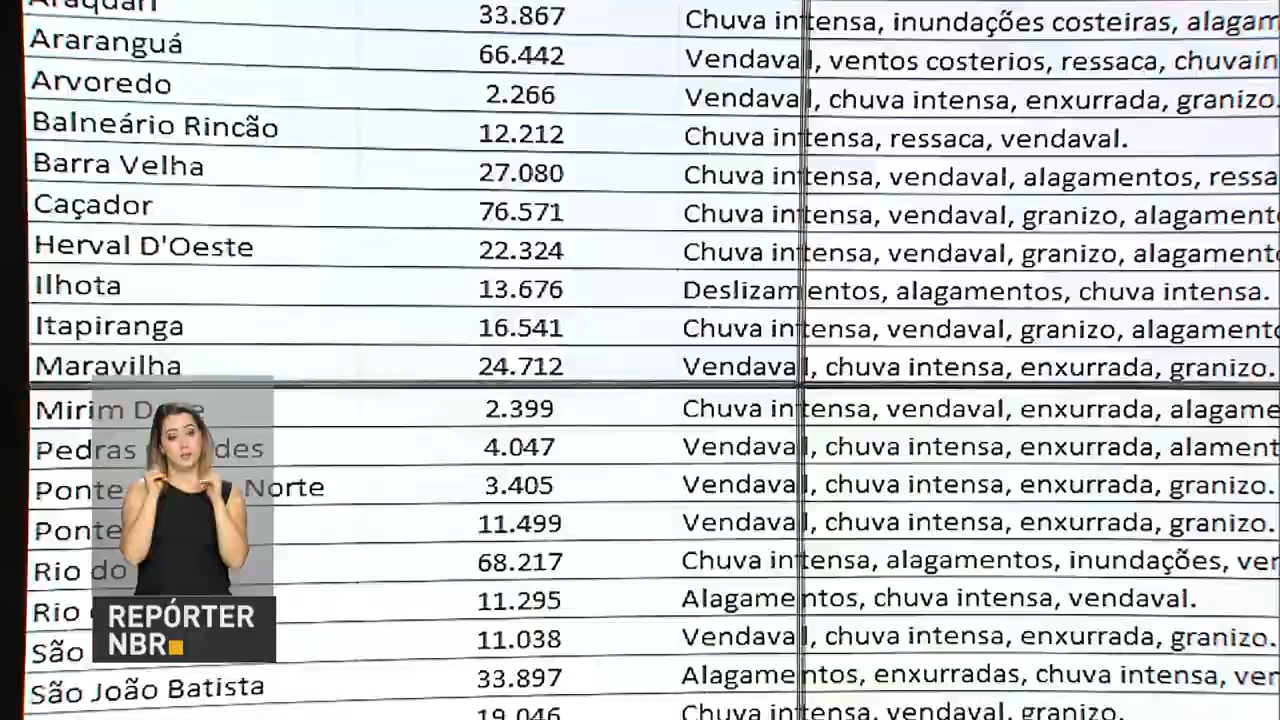 Araquari 33.867 Chuva intensa, inundações costeiras, alagam
Araranguá 66.442 Vendaval, ventos costerios, ressaca, chuvain
Arvoredo 2.266 Vendaval, chuva intensa, enxurrada, granizo
Balneário Rincão 12.212 Chuva intensa, ressaca, vendaval.
Barra Velha 27.080 Chuva intensa, vendaval, alagamentos, ressa
Caçador 76.571 Chuva intensa, vendaval, granizo, alagament
Herval D'Oeste 22.324 Chuva intensa, vendaval, granizo, alagament
Ilhota 13.676 Deslizamentos, alagamentos, chuva intensa.
Itapiranga 16.541 Chuva intensa, vendaval, granizo, alagament
Maravilha 24.712 Vendaval, chuva intensa, enxurrada, granizo.
Mirim 2.399 Chuva intensa, vendaval, enxurrada, alagame
Pedras 4.047 Vendaval, chuva intensa, enxurrada, alament
Ponte Norte 3.405 Vendaval, chuva intensa, enxurrada, granizo.
Ponte 11.499 Vendaval, chuva intensa, enxurrada, granizo.
Rio do 68.217 Chuva intensa, alagamentos, inundações, ver
Rio 11.295 Alagamentos, chuva intensa, vendaval.
São 11.038 Vendaval, chuva intensa, enxurrada, granizo.
São João Batista 33.897 Alagamentos, enxurradas, chuva intensa, ver
19.046 Chuva intensa, vendaval, granizo.
REPÓRTER
NBR